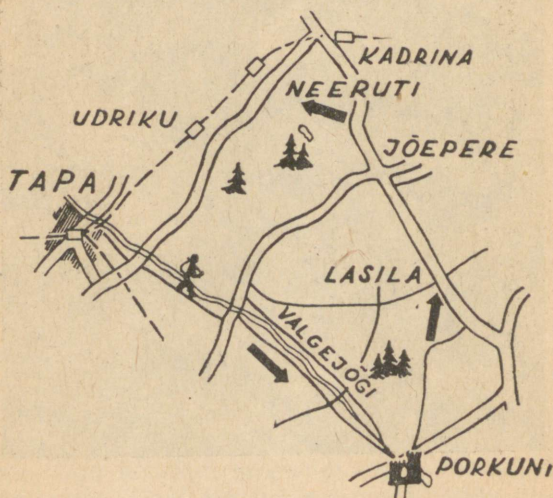 KADRINA
NEERUTI
UDRIKU
JÕEPERE
TAPA
LASILA
VALGEJÕGI
PORKUNI